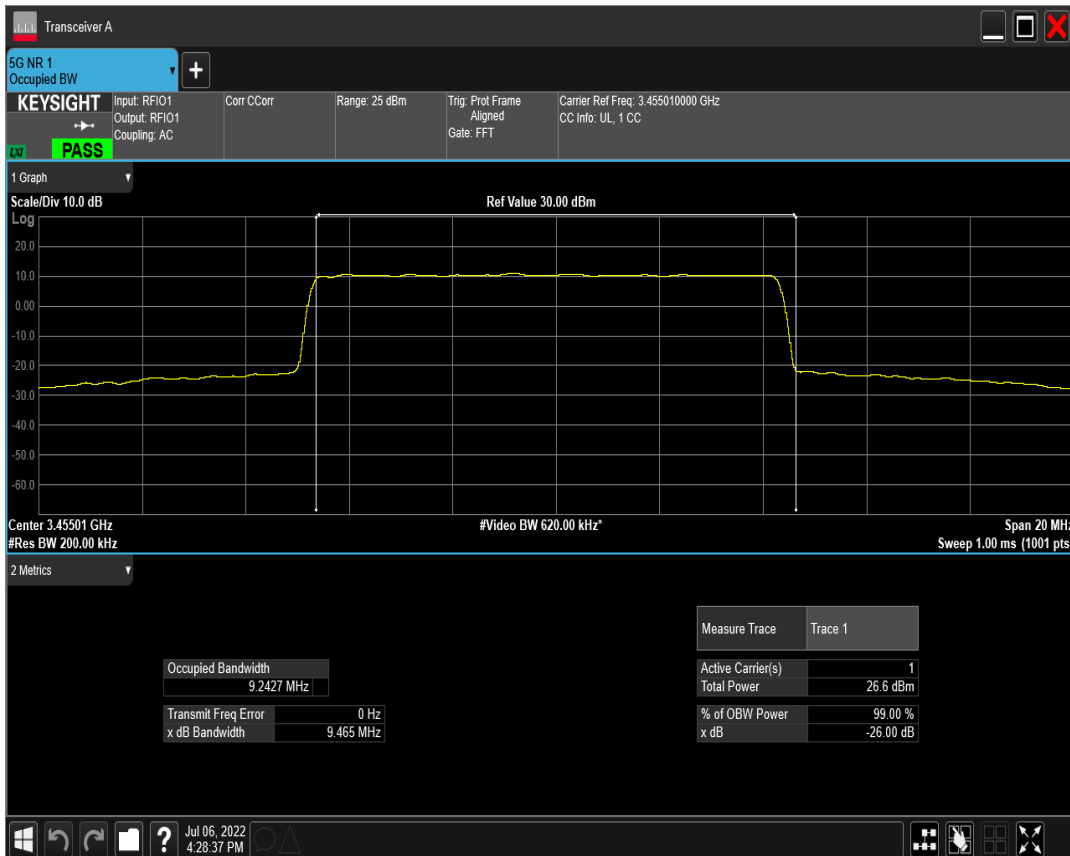 Transceiver A
5G NR 1
Occupied BW
+
KEYSIGHT
LXI
PASS
Input: RFIO1
Output: RFIO1
Coupling: AC
Corr CCorr
Range: 25 dBm
Trig: Prot Frame
Aligned
Gate: FFT
Carrier Ref Freq: 3.455010000 GHz
CC Info: UL, 1 CC
1 Graph
Scale/Div 10.0 dB
Ref Value 30.00 dBm
Log
20.0
10.0
0.00
-10.0
-20.0
-30.0
-40.0
-50.0
-60.0
Center 3.45501 GHz
#Video BW 620.00 kHz*
Span 20 MHz
#Res BW 200.00 kHz
Sweep 1.00 ms (1001 pts
2 Metrics
Measure Trace Trace 1
Occupied Bandwidth
9.2427 MHz
Active Carrier(s) 1
Total Power 26.6 dBm
Transmit Freq Error 0 Hz
x dB Bandwidth 9.465 MHz
% of OBW Power 99.00 %
x dB -26.00 dB
?
Jul 06, 2022
4:28:37 PM